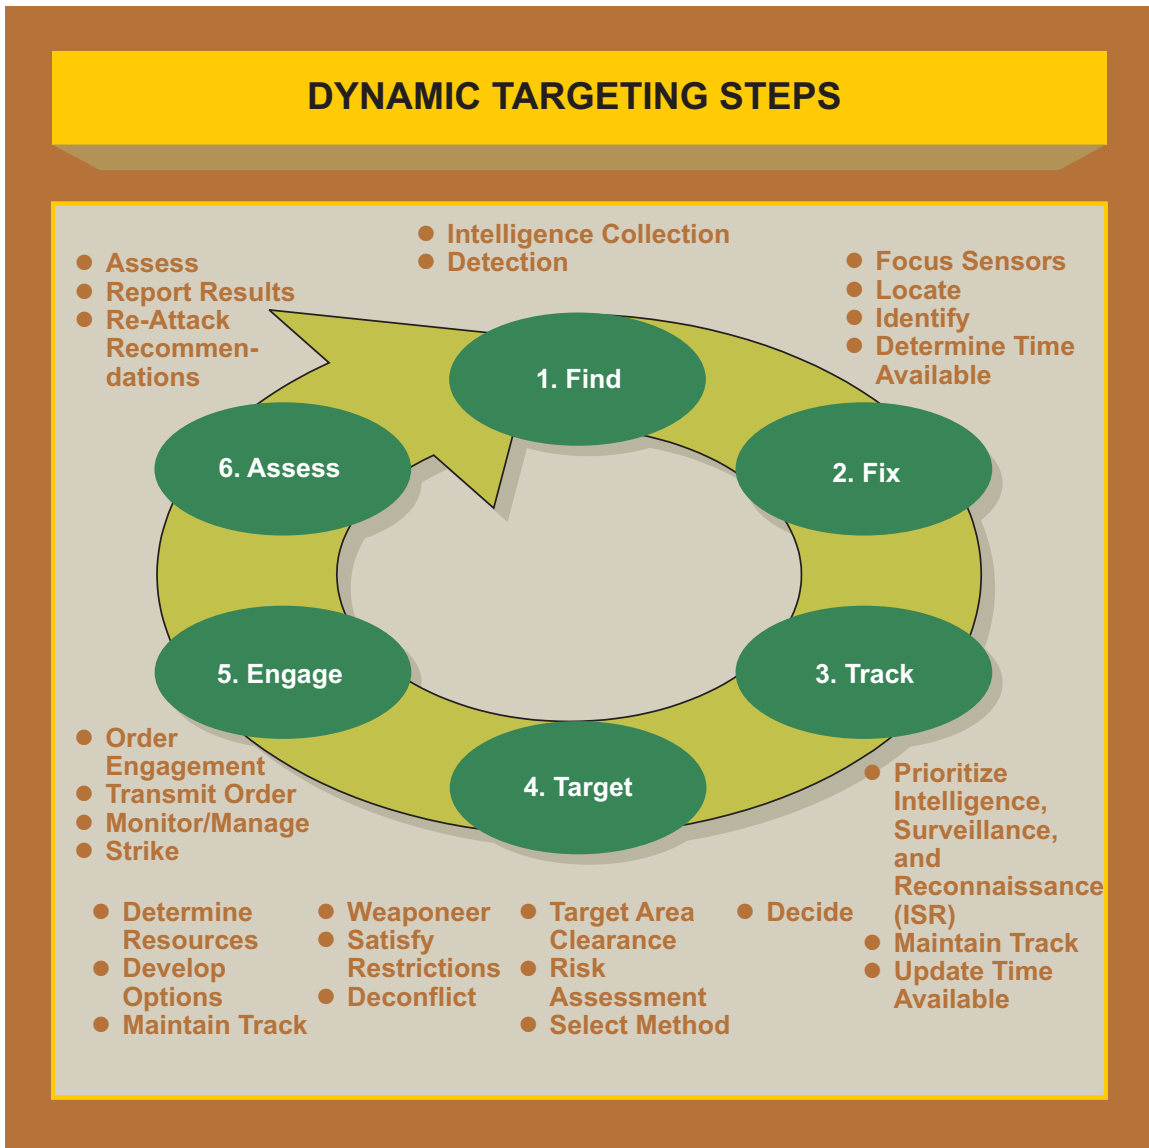 DYNAMIC TARGETING STEPS
● Intelligence Collection
● Detection
● Assess
● Report Results
● Re-Attack
Recommen-
dations
● Focus Sensors
● Locate
● Identify
● Determine Time
Available
1. Find
2. Fix
3. Track
4. Target
5. Engage
6. Assess
● Order
Engagement
● Transmit Order
● Monitor/Manage
● Strike
● Prioritize
Intelligence,
Surveillance,
and
Reconnaissance
(ISR)
● Maintain Track
● Update Time
Available
● Determine
Resources
● Develop
Options
● Maintain Track
● Weaponeer
● Satisfy
Restrictions
● Deconflict
● Target Area
Clearance
● Risk
Assessment
● Select Method
● Decide